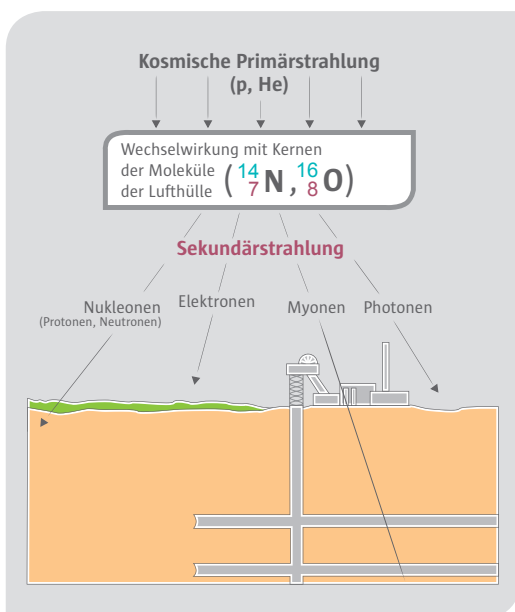 Kosmische Primärstrahlung
(p, He)
Wechselwirkung mit Kernen
der Moleküle
der Lufthülle
( 14 7 N , 16 8 O )
Sekundärstrahlung
Nukleonen
(Protonen, Neutronen)
Elektronen
Myonen
Photonen